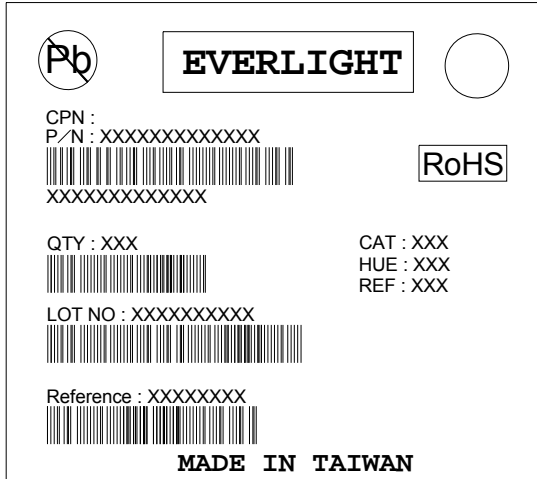 Pb
EVERLIGHT
CPN :
P/N : XXXXXXXXXXXXX
RoHS
XXXXXXXXXXXXX
QTY : XXX
CAT : XXX
HUE : XXX
REF : XXX
LOT NO : XXXXXXXXXX
Reference : XXXXXXXX
MADE IN TAIWAN